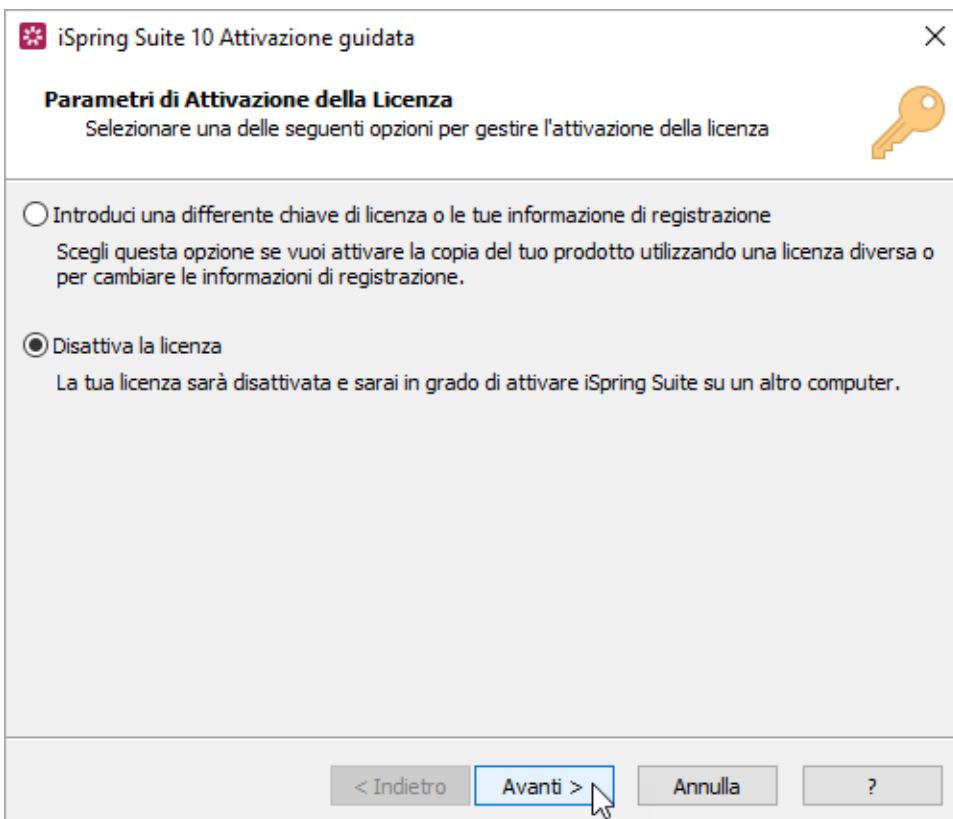 iSpring Suite 10 Attivazione guidata
Parametri di Attivazione della Licenza
Selezionare una delle seguenti opzioni per gestire l'attivazione della licenza
Introduci una differente chiave di licenza o le tue informazione di registrazione
Scegli questa opzione se vuoi attivare la copia del tuo prodotto utilizzando una licenza diversa o
per cambiare le informazioni di registrazione.
Disattiva la licenza
La tua licenza sarà disattivata e sarai in grado di attivare iSpring Suite su un altro computer.
< Indietro
Avanti >
Annulla
?